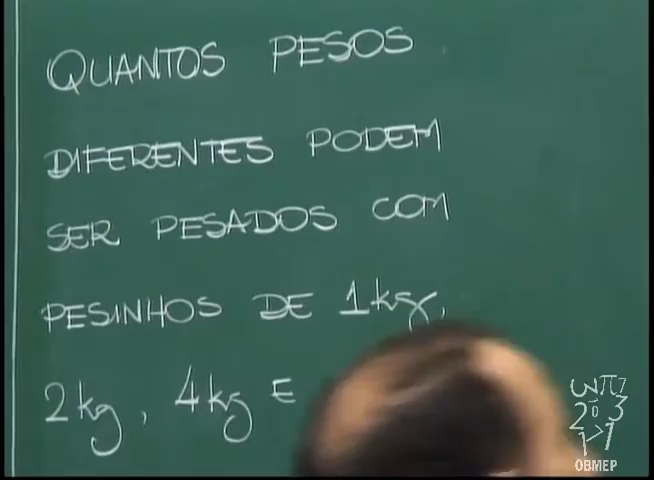 QUANTOS PESOS
DIFERENTES PODEM
SER PESADOS COM
PESINHOS DE 1kg,
2kg, 4kg E
OBMEP